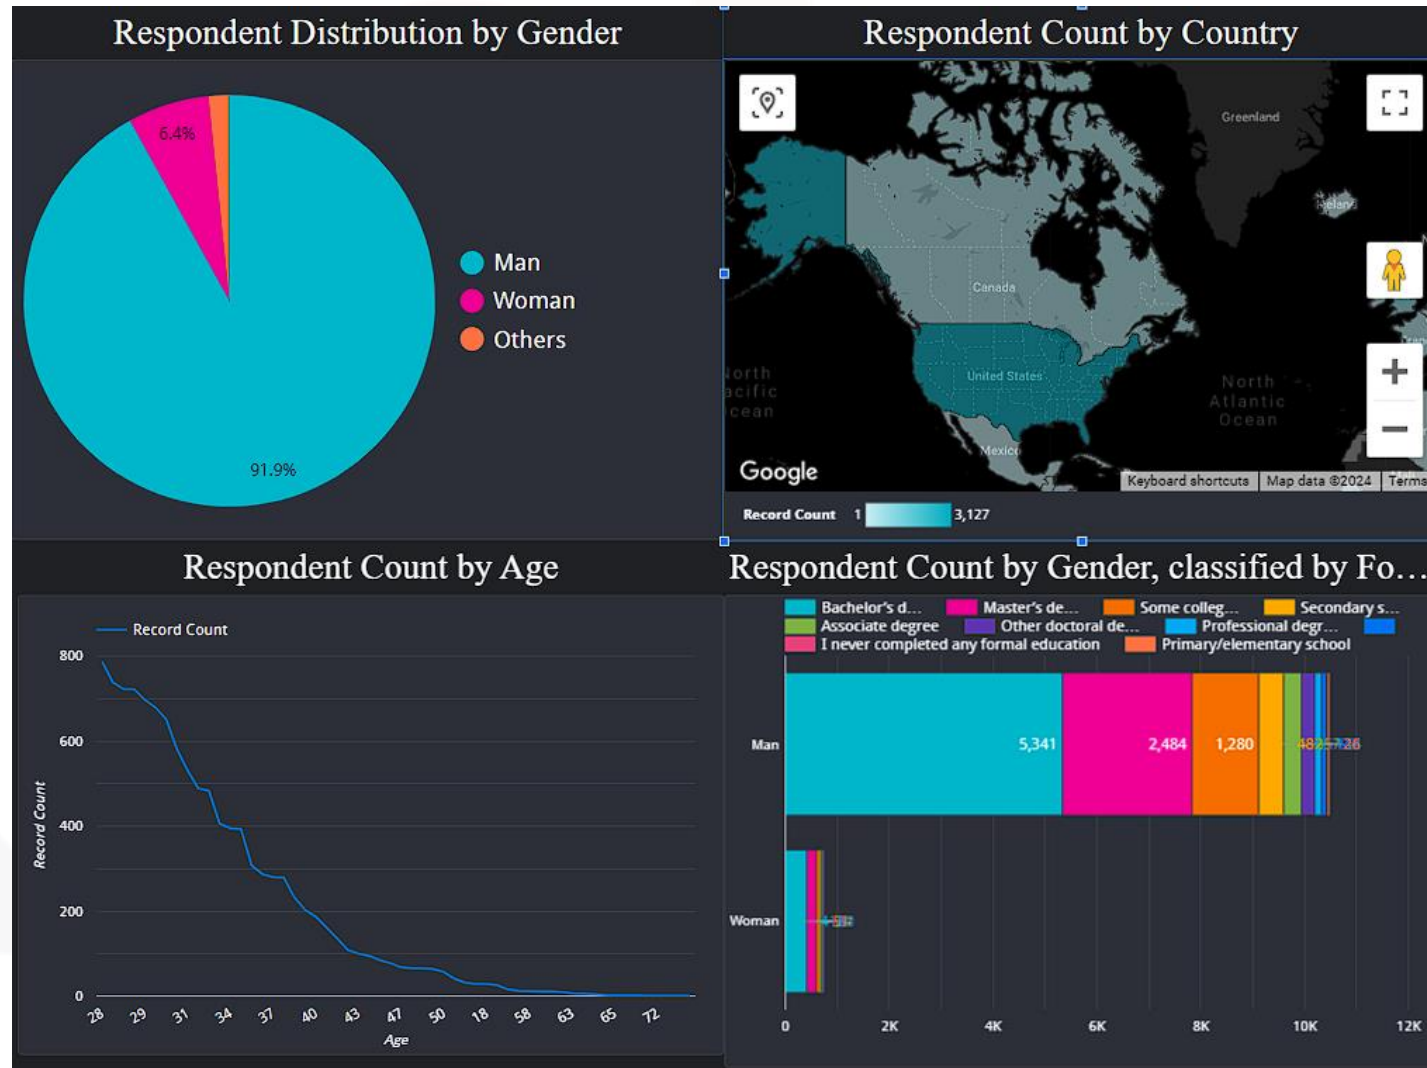 Respondent Distribution by Gender
6.4%
91.9%
Man
Woman
Others
Respondent Count by Country
Greenland
Canada
United States
North
Atlantic
Ocean
Mexico
Google
Keyboard shortcuts Map data ©2024 Terms
Record Count 1 3,127
Respondent Count by Age
Record Count
800
600
400
200
0
Record Count
28 29 31 34 37 40 43 47 50 18 58 63 65 72
Age
Respondent Count by Gender, classified by Fo...
Bachelor's d... Master's de... Some colleg... Secondary s...
Associate degree Other doctoral de... Professional degr...
I never completed any formal education Primary/elementary school
Man 5,341 2,484 1,280
Woman
0 2K 4K 6K 8K 10K 12K